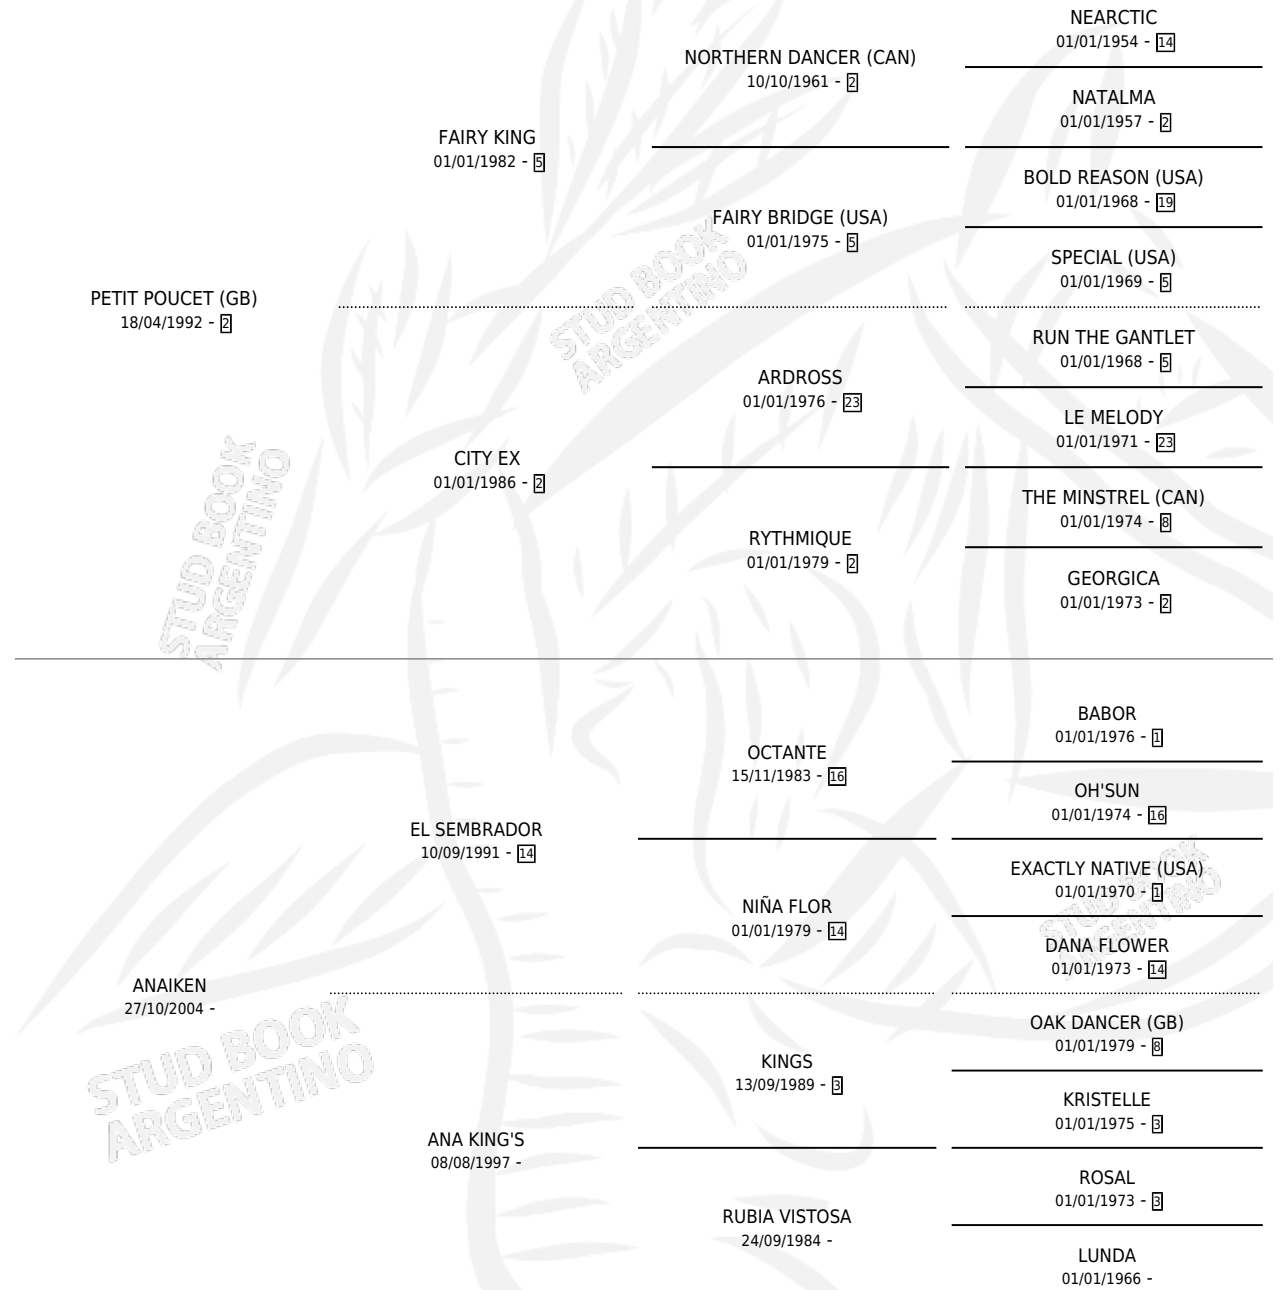 NEARCTIC
01/01/1954 - 14
NORTHERN DANCER (CAN)
10/10/1961 - 2
NATALMA
01/01/1957 - 2
FAIRY KING
01/01/1982 - 5
BOLD REASON (USA)
01/01/1968 - 19
FAIRY BRIDGE (USA)
01/01/1975 - 5
SPECIAL (USA)
01/01/1969 - 5
PETIT POUCET (GB)
18/04/1992 - 2
RUN THE GANTLET
01/01/1968 - 5
ARDROSS
01/01/1976 - 23
LE MELODY
01/01/1971 - 23
CITY EX
01/01/1986 - 2
THE MINSTREL (CAN)
01/01/1974 - 8
RYTHMIQUE
01/01/1979 - 2
GEORGICA
01/01/1973 - 2
BABOR
01/01/1976 - 1
OCTANTE
15/11/1983 - 16
OH'SUN
01/01/1974 - 16
EL SEMBRADOR
10/09/1991 - 14
EXACTLY NATIVE (USA)
01/01/1970 - 1
NIÑA FLOR
01/01/1979 - 14
DANA FLOWER
01/01/1973 - 14
ANAIKEN
27/10/2004 -
OAK DANCER (GB)
01/01/1979 - 8
KINGS
13/09/1989 - 3
KRISTELLE
01/01/1975 - 3
ANA KING'S
08/08/1997 -
ROSAL
01/01/1973 - 3
RUBIA VISTOSA
24/09/1984 -
LUNDA
01/01/1966 -
STUD BOOK
ARGENTINO
STUD BOOK
ARGENTINO
STUD BOOK
ARGENTINO
STUD BOOK
ARGENTINO